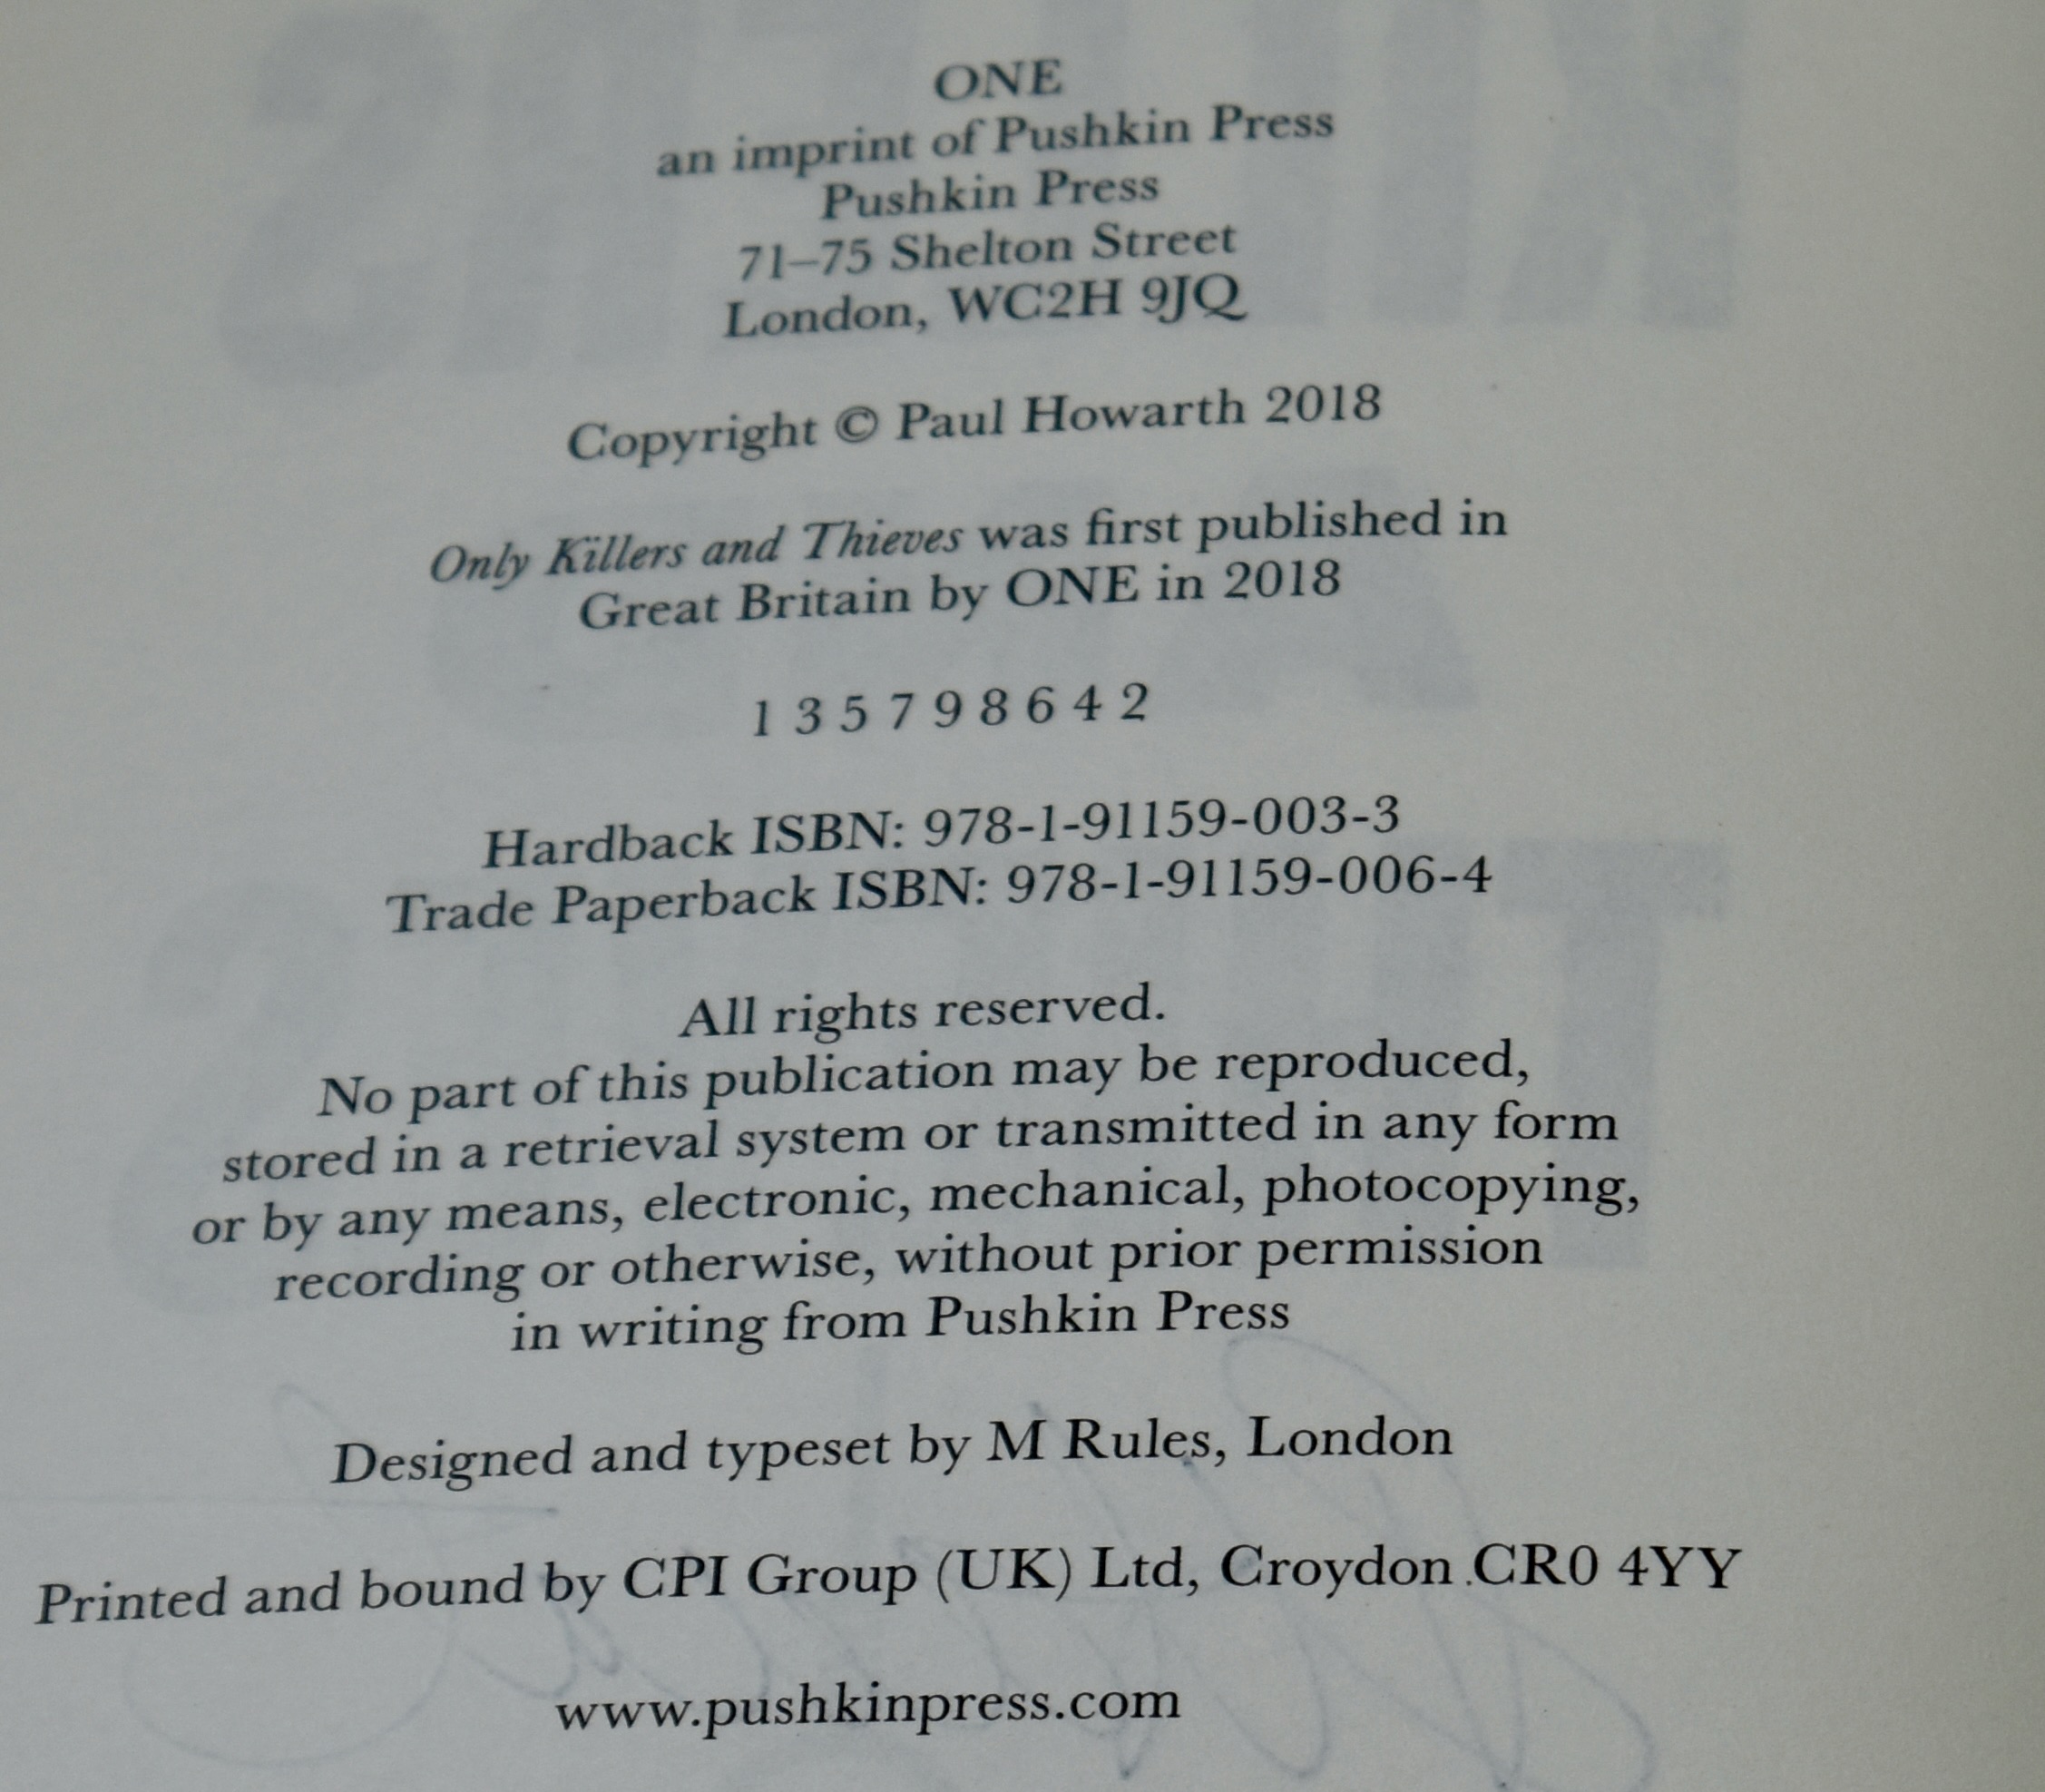 ONE
an imprint of Pushkin Press
Pushkin Press
71–75 Shelton Street
London, WC2H 9JQ
Copyright © Paul Howarth 2018
Only Killers and Thieves was first published in
Great Britain by ONE in 2018
1 3 5 7 9 8 6 4 2
Hardback ISBN: 978-1-91159-003-3
Trade Paperback ISBN: 978-1-91159-006-4
All rights reserved.
No part of this publication may be reproduced,
stored in a retrieval system or transmitted in any form
or by any means, electronic, mechanical, photocopying,
recording or otherwise, without prior permission
in writing from Pushkin Press
Designed and typeset by M Rules, London
Printed and bound by CPI Group (UK) Ltd, Croydon CR0 4YY
www.pushkinpress.com